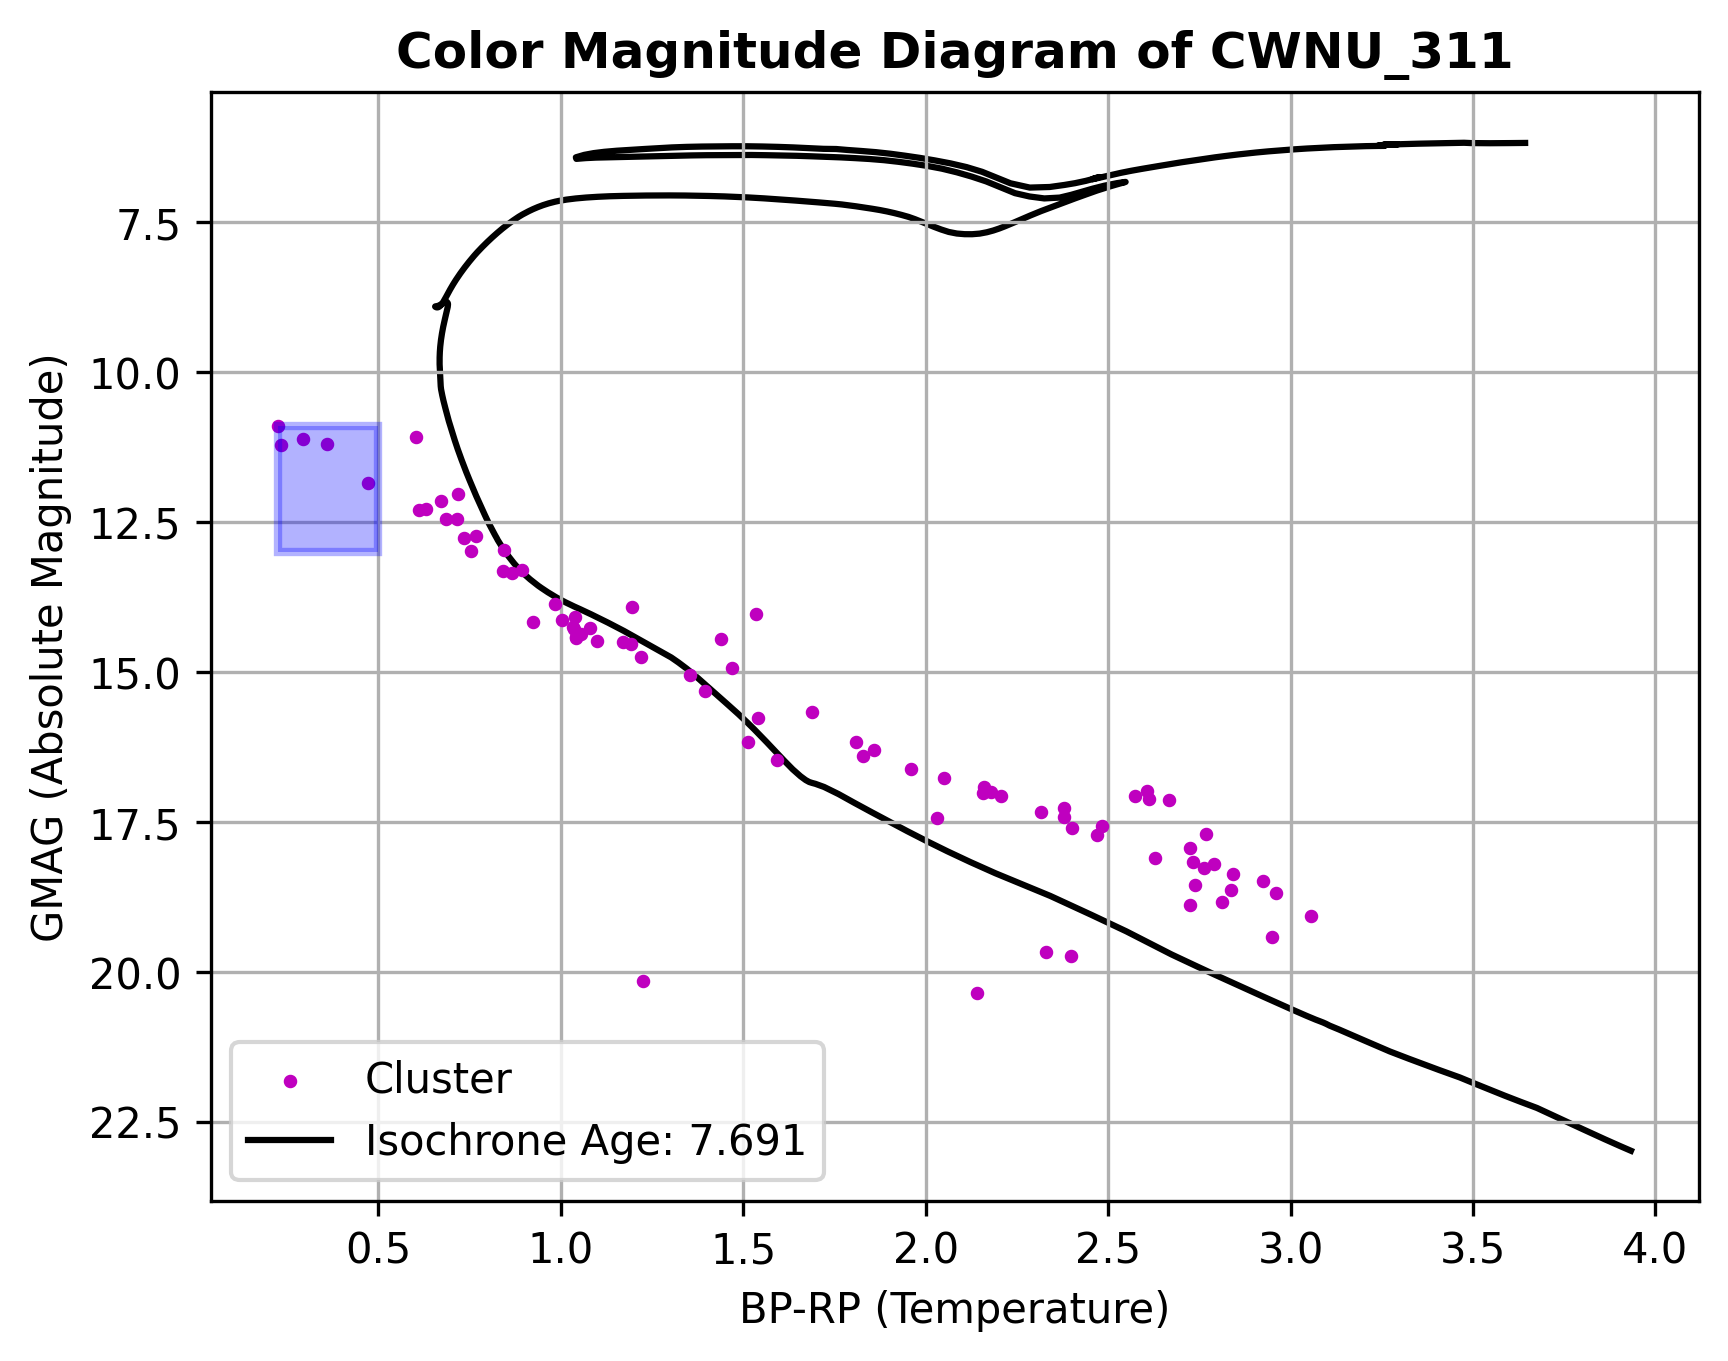 Color Magnitude Diagram of CWNU_311
GMAG (Absolute Magnitude)
7.5
10.0
12.5
15.0
17.5
20.0
22.5
Cluster
Isochrone Age: 7.691
0.5 1.0 1.5 2.0 2.5 3.0 3.5 4.0
BP-RP (Temperature)